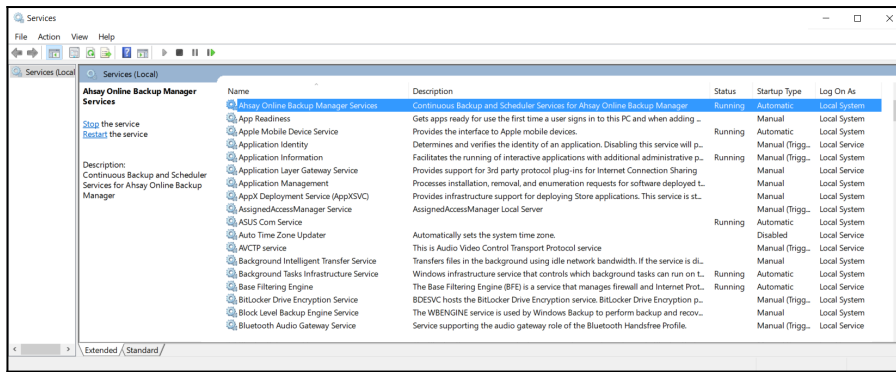 Services
File Action View Help
Services (Local
Services (Local)
Ahsay Online Backup Manager
Services
Stop the service
Restart the service
Description:
Continuous Backup and Scheduler
Services for Ahsay Online Backup
Manager
Name Description Status Startup Type Log On As
Ahsay Online Backup Manager Services Continuous Backup and Scheduler Services for Ahsay Online Backup Manager Running Automatic Local System
App Readiness Gets apps ready for use the first time a user signs in to this PC and when adding ... Manual Local System
Apple Mobile Device Service Provides the interface to Apple mobile devices. Running Automatic Local System
Application Identity Determines and verifies the identity of an application. Disabling this service will p... Manual (Trigg... Local Service
Application Information Facilitates the running of interactive applications with additional administrative p... Running Manual (Trigg... Local System
Application Layer Gateway Service Provides support for 3rd party protocol plug-ins for Internet Connection Sharing Manual Local Service
Application Management Processes installation, removal, and enumeration requests for software deployed t... Manual Local System
AppX Deployment Service (AppXSVC) Provides infrastructure support for deploying Store applications. This service is st... Manual Local System
AssignedAccessManager Service AssignedAccessManager Local Server Manual (Trigg... Local System
ASUS Com Service Running Automatic Local System
Auto Time Zone Updater Automatically sets the system time zone. Disabled Local Service
AVCTP service This is Audio Video Control Transport Protocol service Manual (Trigg... Local Service
Background Intelligent Transfer Service Transfers files in the background using idle network bandwidth. If the service is di... Manual Local System
Background Tasks Infrastructure Service Windows infrastructure service that controls which background tasks can run on t... Running Automatic Local System
Base Filtering Engine The Base Filtering Engine (BFE) is a service that manages firewall and Internet Prot... Running Automatic Local Service
BitLocker Drive Encryption Service BDESVC hosts the BitLocker Drive Encryption service. BitLocker Drive Encryption p... Manual (Trigg... Local System
Block Level Backup Engine Service The WBENGINE service is used by Windows Backup to perform backup and recov... Manual Local System
Bluetooth Audio Gateway Service Service supporting the audio gateway role of the Bluetooth Handsfree Profile. Manual (Trigg... Local Service
Extended Standard